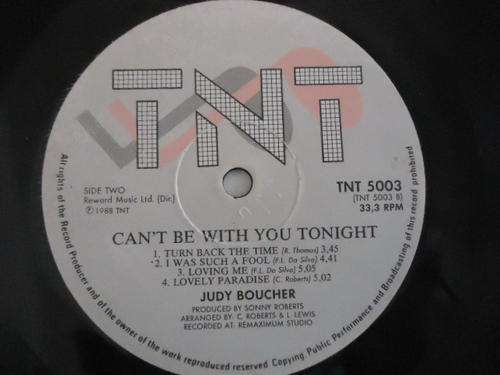 TNT
SIDE TWO
Reward Music Ltd. (Dir.)
℗ 1988 TNT
TNT 5003
(TNT 5003 B)
33,3 RPM
CAN'T BE WITH YOU TONIGHT
1. TURN BACK THE TIME (R. Thomas) 3,45
2. I WAS SUCH A FOOL (F.L. Da Silva) 4,41
3. LOVING ME (F.L. Da Silva) 5,05
4. LOVELY PARADISE (C. Roberts) 5,02
JUDY BOUCHER
PRODUCED BY SONNY ROBERTS
ARRANGED BY: C. ROBERTS & L. LEWIS
RECORDED AT: REMAXIMUM STUDIO
All rights of the Record Producer and of the owner of the work reproduced reserved Copying Public Performance and Broadcasting of this record prohibited